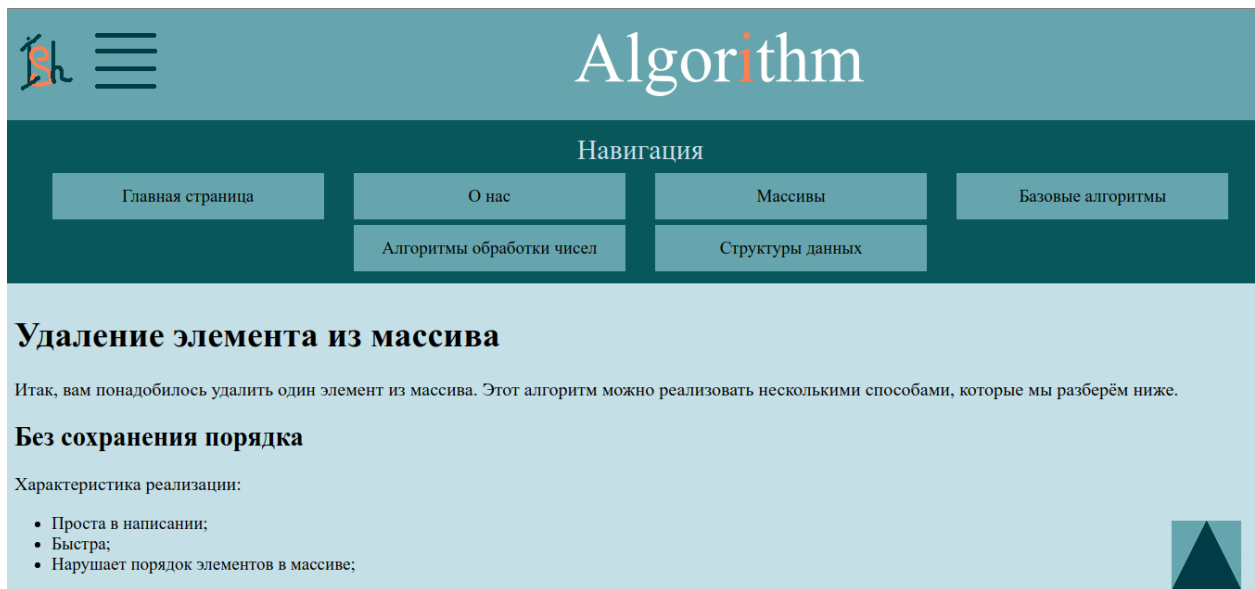 Algorithm
Навигация
Главная страница
О нас
Массивы
Базовые алгоритмы
Алгоритмы обработки чисел
Структуры данных
Удаление элемента из массива
Итак, вам понадобилось удалить один элемент из массива. Этот алгоритм можно реализовать несколькими способами, которые мы разберём ниже.
Без сохранения порядка
Характеристика реализации:
• Проста в написании;
• Быстра;
• Нарушает порядок элементов в массиве;